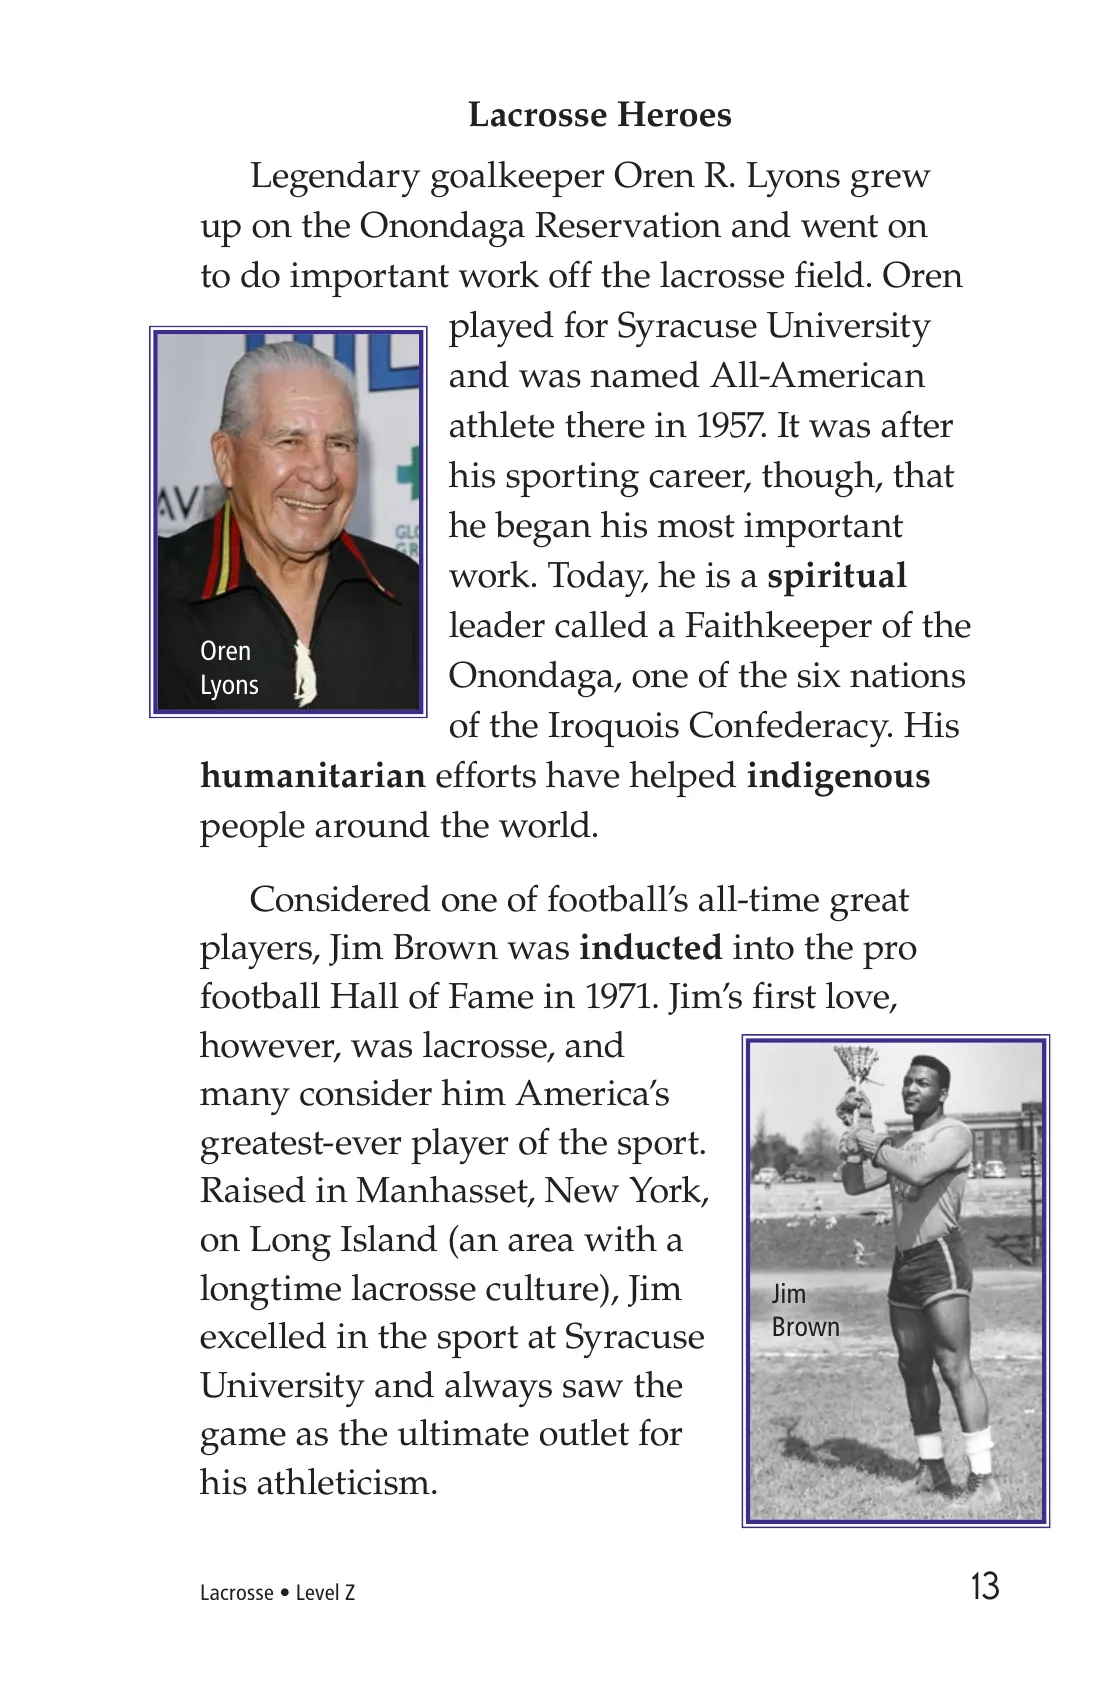 Lacrosse Heroes
Legendary goalkeeper Oren R. Lyons grew
up on the Onondaga Reservation and went on
to do important work off the lacrosse field. Oren
played for Syracuse University
and was named All-American
athlete there in 1957. It was after
his sporting career, though, that
he began his most important
work. Today, he is a spiritual
leader called a Faithkeeper of the
Onondaga, one of the six nations
of the Iroquois Confederacy. His
humanitarian efforts have helped indigenous
people around the world.
Oren
Lyons
Considered one of football’s all-time great
players, Jim Brown was inducted into the pro
football Hall of Fame in 1971. Jim’s first love,
however, was lacrosse, and
many consider him America’s
greatest-ever player of the sport.
Raised in Manhasset, New York,
on Long Island (an area with a
longtime lacrosse culture), Jim
excelled in the sport at Syracuse
University and always saw the
game as the ultimate outlet for
his athleticism.
Jim
Brown
Lacrosse • Level Z
13